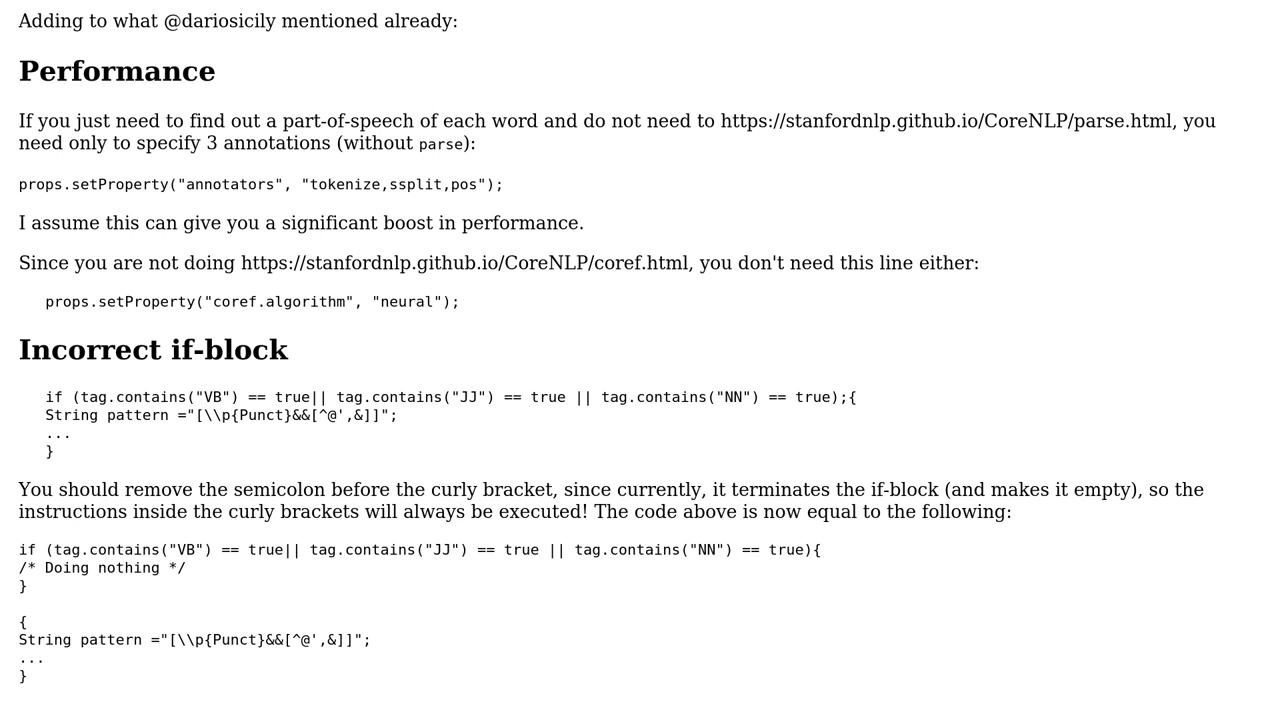 Adding to what @dariosicily mentioned already:
Performance
If you just need to find out a part-of-speech of each word and do not need to https://stanfordnlp.github.io/CoreNLP/parse.html, you
need only to specify 3 annotations (without parse):
props.setProperty("annotators", "tokenize,ssplit,pos");
I assume this can give you a significant boost in performance.
Since you are not doing https://stanfordnlp.github.io/CoreNLP/coref.html, you don't need this line either:
props.setProperty("coref.algorithm", "neural");
Incorrect if-block
if (tag.contains("VB") == true|| tag.contains("JJ") == true || tag.contains("NN") == true);{
String pattern ="[\\p{Punct}&&[^@',&]]";
...
}
You should remove the semicolon before the curly bracket, since currently, it terminates the if-block (and makes it empty), so the
instructions inside the curly brackets will always be executed! The code above is now equal to the following:
if (tag.contains("VB") == true|| tag.contains("JJ") == true || tag.contains("NN") == true){
/* Doing nothing */
}
{
String pattern ="[\\p{Punct}&&[^@',&]]";
...
}